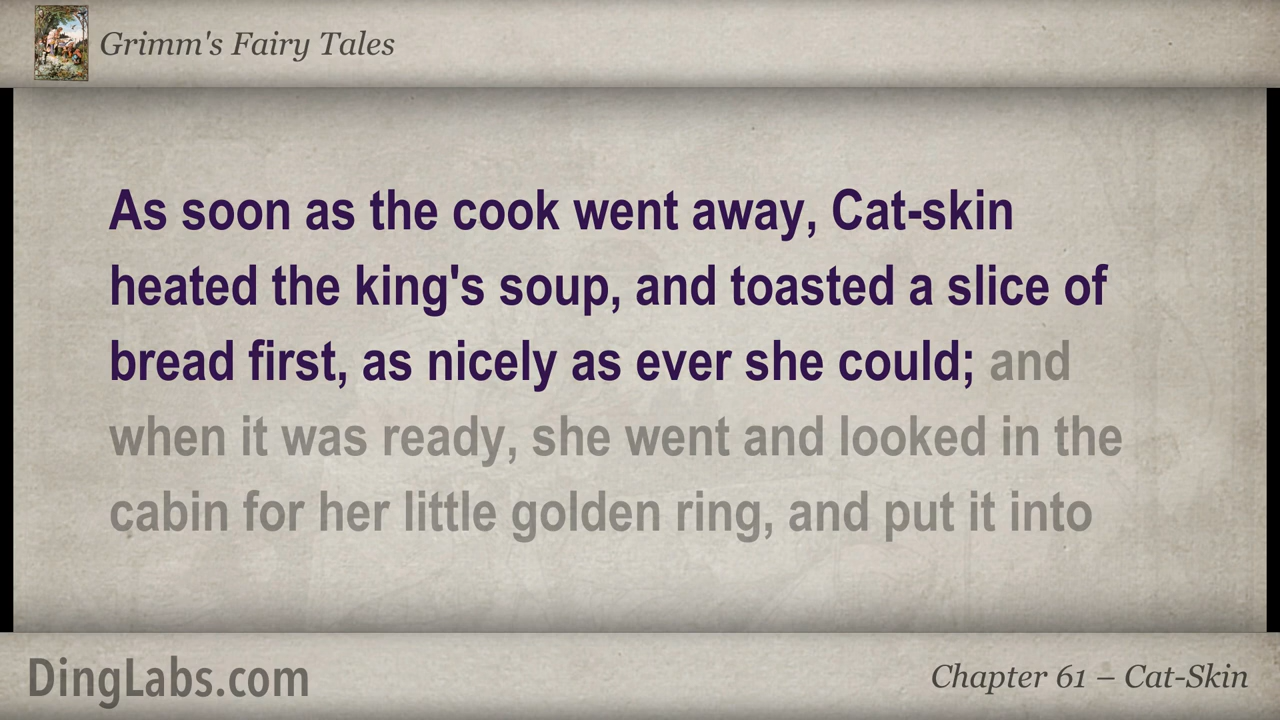 Grimm's Fairy Tales
As soon as the cook went away, Cat-skin
heated the king's soup, and toasted a slice of
bread first, as nicely as ever she could; and
when it was ready, she went and looked in the
cabin for her little golden ring, and put it into
DingLabs.com
Chapter 61 – Cat-Skin